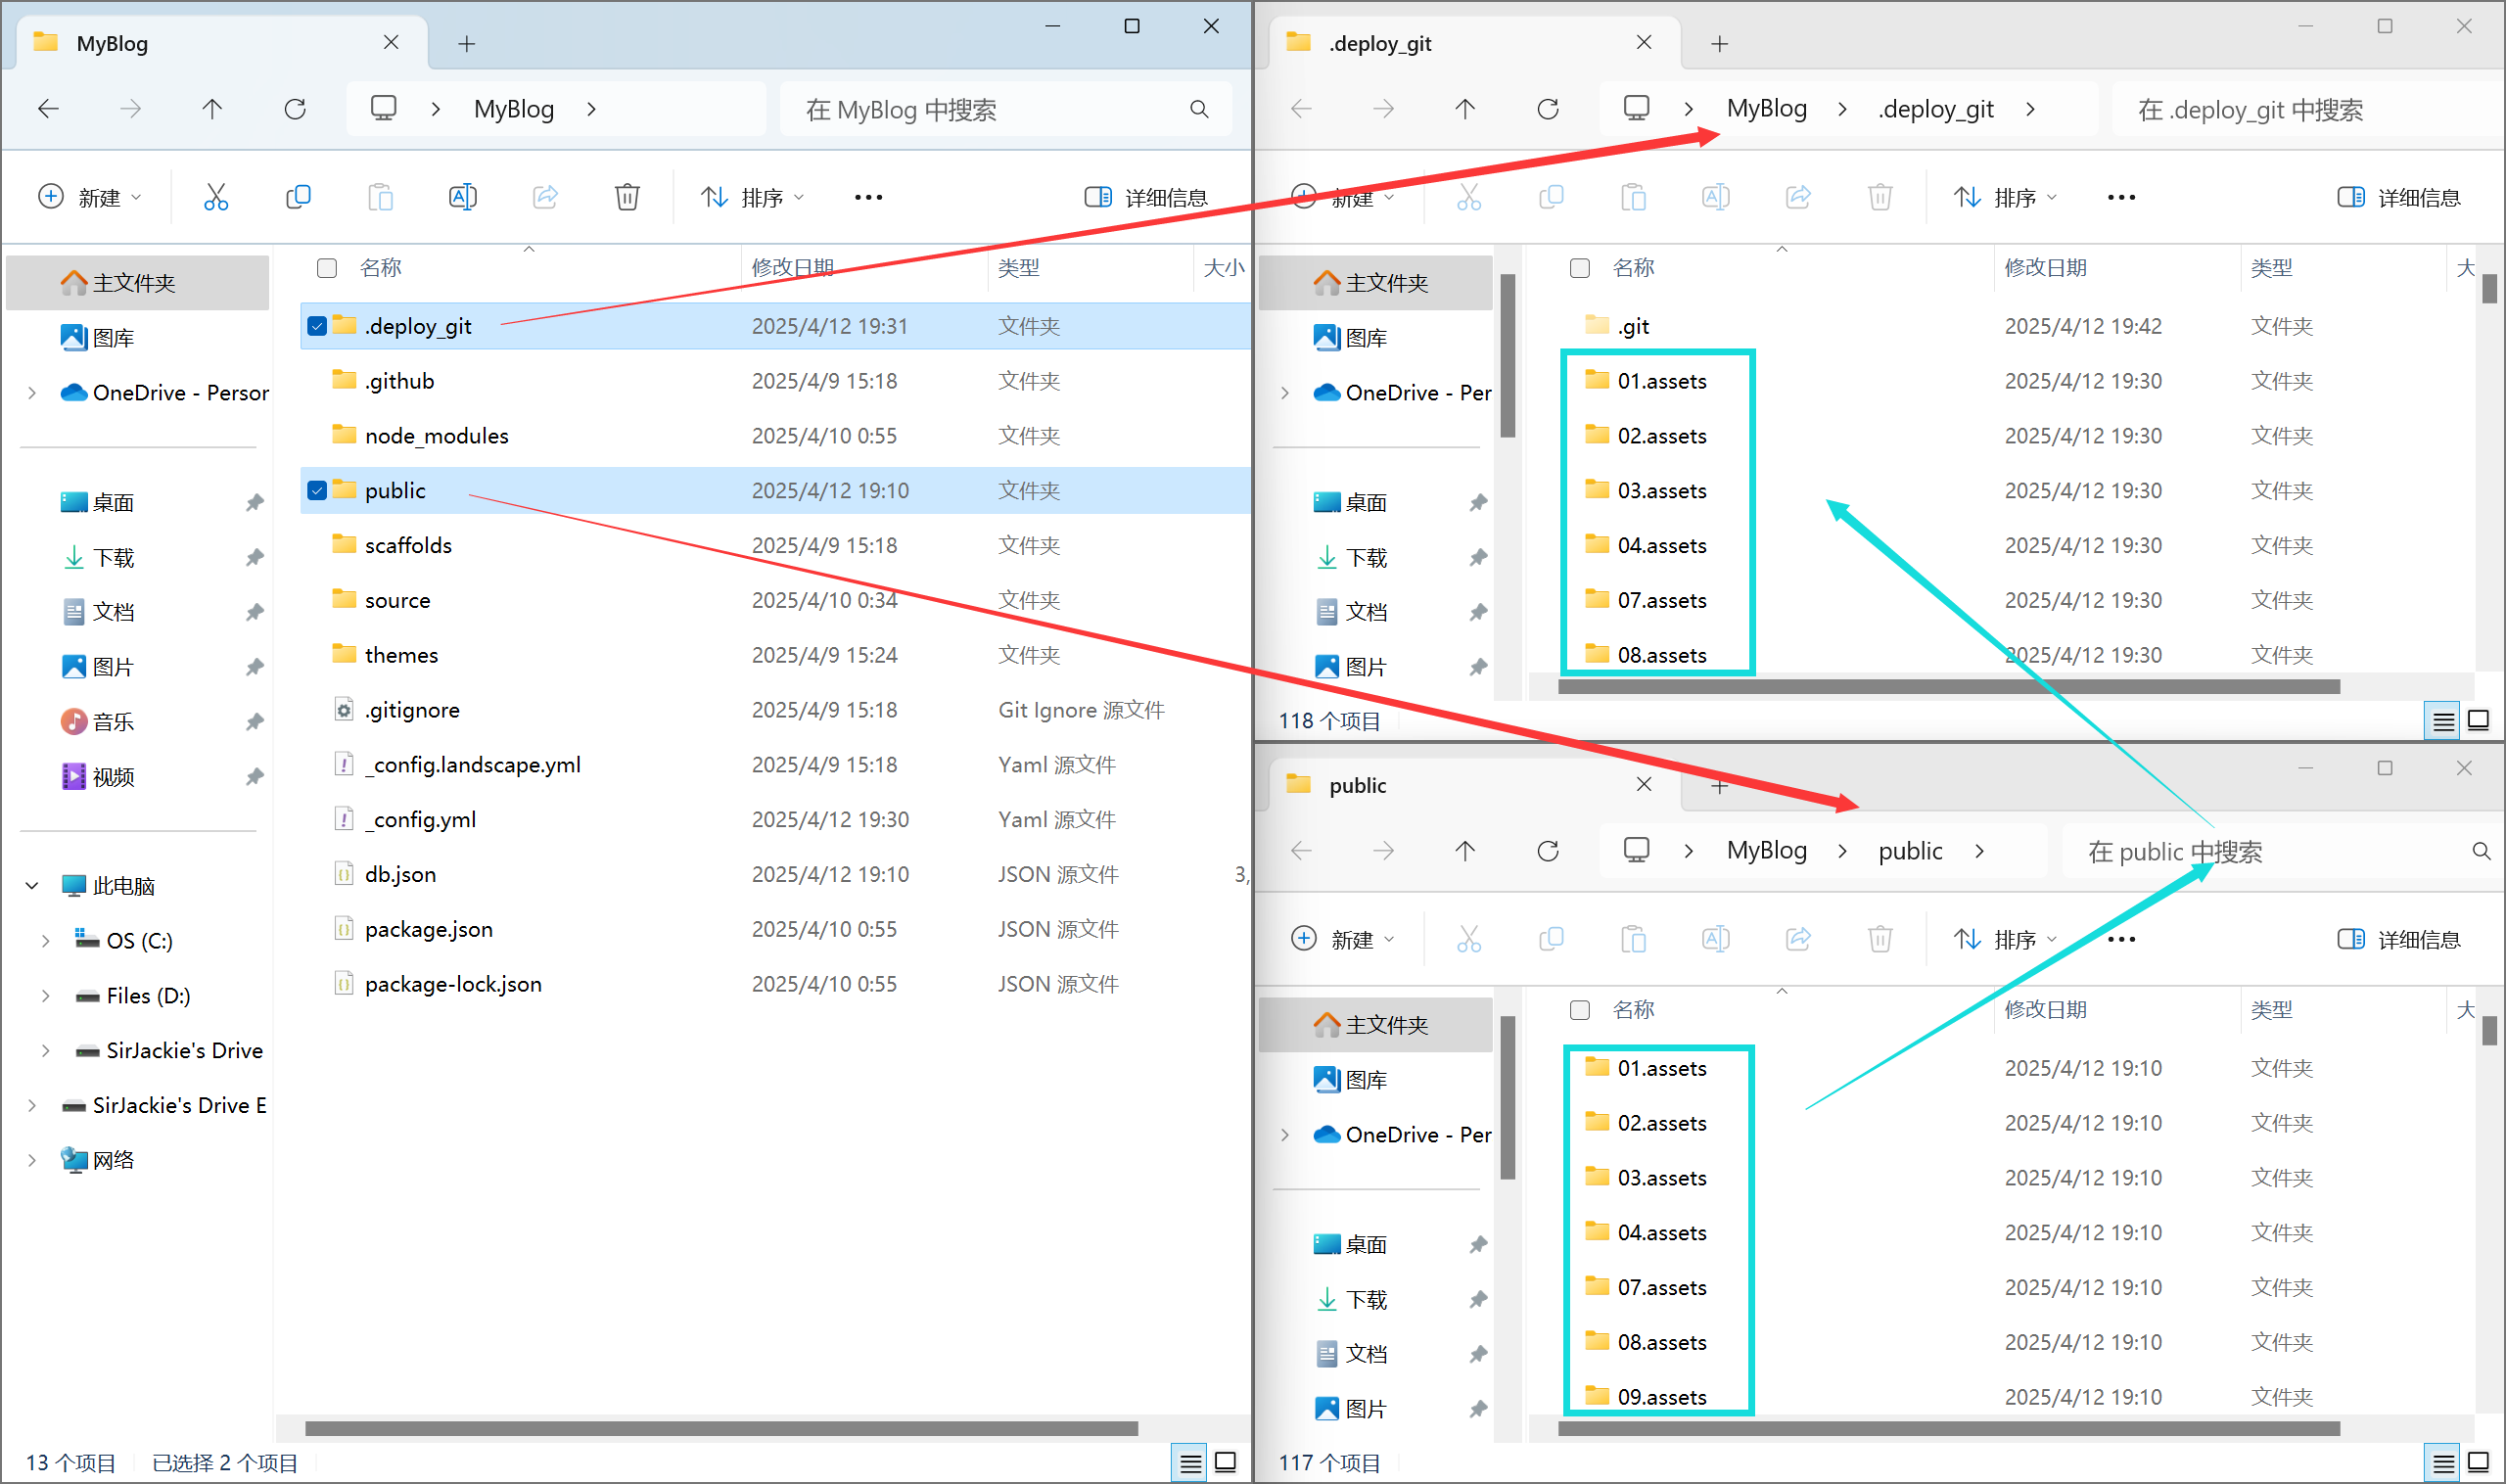 MyBlog
MyBlog
在 MyBlog 中搜索
新建
排序
详细信息
主文件夹
图库
OneDrive - Persor
桌面
下载
文档
图片
音乐
视频
此电脑
OS (C:)
Files (D:)
SirJackie's Drive
SirJackie's Drive E
网络
名称 修改日期 类型 大小
.deploy_git 2025/4/12 19:31 文件夹
.github 2025/4/9 15:18 文件夹
node_modules 2025/4/10 0:55 文件夹
public 2025/4/12 19:10 文件夹
scaffolds 2025/4/9 15:18 文件夹
source 2025/4/10 0:34 文件夹
themes 2025/4/9 15:24 文件夹
.gitignore 2025/4/9 15:18 Git Ignore 源文件
_config.landscape.yml 2025/4/9 15:18 Yaml 源文件
_config.yml 2025/4/12 19:30 Yaml 源文件
db.json 2025/4/12 19:10 JSON 源文件 3,
package.json 2025/4/10 0:55 JSON 源文件
package-lock.json 2025/4/10 0:55 JSON 源文件
13 个项目 已选择 2 个项目
.deploy_git
MyBlog .deploy_git
在 .deploy_git 中搜索
新建
排序
详细信息
主文件夹
图库
OneDrive - Per
桌面
下载
文档
图片
名称 修改日期 类型 大
.git 2025/4/12 19:42 文件夹
01.assets 2025/4/12 19:30 文件夹
02.assets 2025/4/12 19:30 文件夹
03.assets 2025/4/12 19:30 文件夹
04.assets 2025/4/12 19:30 文件夹
07.assets 2025/4/12 19:30 文件夹
08.assets 2025/4/12 19:30 文件夹
118 个项目
public
MyBlog public
在 public 中搜索
新建
排序
详细信息
主文件夹
图库
OneDrive - Per
桌面
下载
文档
图片
名称 修改日期 类型 大
01.assets 2025/4/12 19:10 文件夹
02.assets 2025/4/12 19:10 文件夹
03.assets 2025/4/12 19:10 文件夹
04.assets 2025/4/12 19:10 文件夹
07.assets 2025/4/12 19:10 文件夹
08.assets 2025/4/12 19:10 文件夹
09.assets 2025/4/12 19:10 文件夹
117 个项目